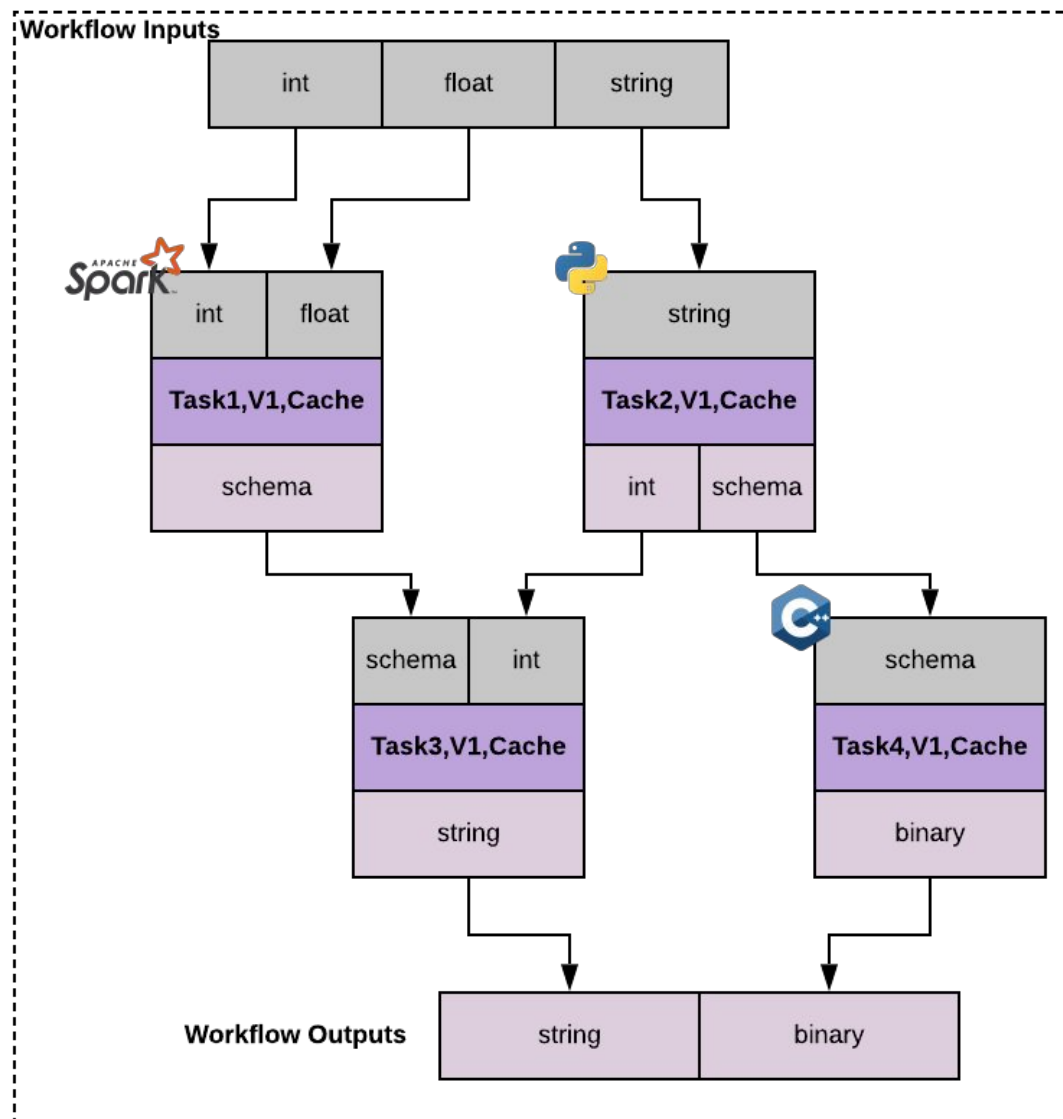 Workflow Inputs
int
float
string
APACHE
Spark
int
float
string
Task1,V1,Cache
Task2,V1,Cache
schema
int
schema
C++
schema
int
schema
Task3,V1,Cache
Task4,V1,Cache
string
binary
Workflow Outputs
string
binary